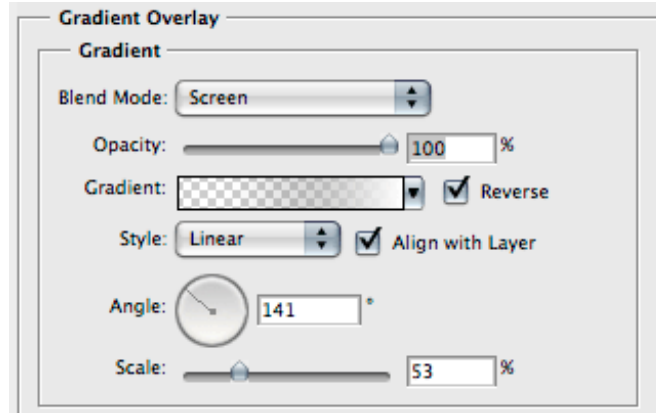 Gradient Overlay
Gradient
Blend Mode: Screen
Opacity: 100 %
Gradient: Reverse
Style: Linear Align with Layer
Angle: 141 °
Scale: 53 %